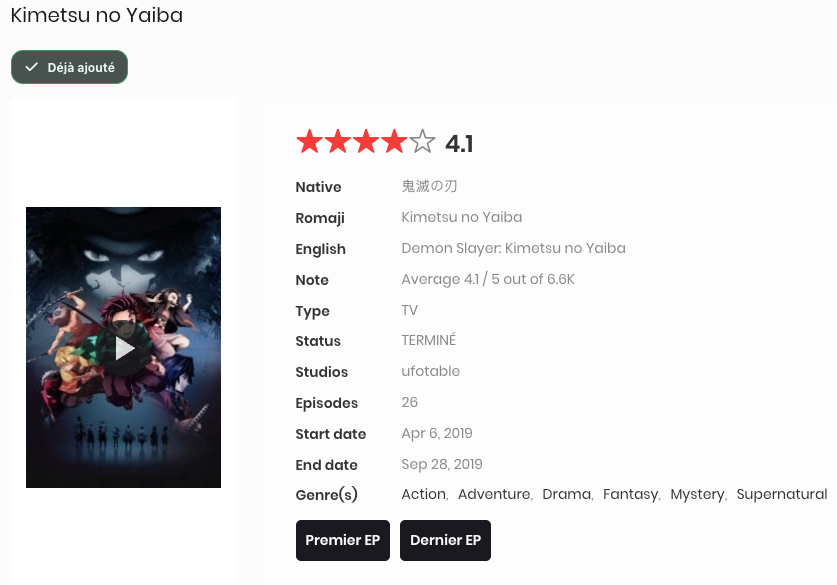 Kimetsu no Yaiba
Déjà ajouté
4.1
Native 鬼滅の刃
Romaji Kimetsu no Yaiba
English Demon Slayer: Kimetsu no Yaiba
Note Average 4.1 / 5 out of 6.6K
Type TV
Status TERMINÉ
Studios ufotable
Episodes 26
Start date Apr 6, 2019
End date Sep 28, 2019
Genre(s) Action, Adventure, Drama, Fantasy, Mystery, Supernatural
Premier EP Dernier EP